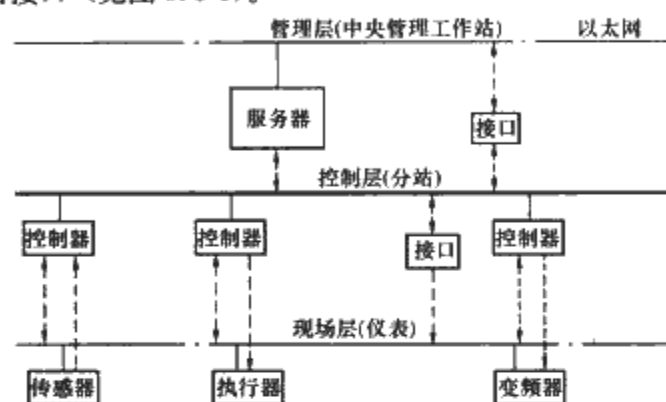 管理层(中央管理工作站) 以太网
服务器
接口
控制层(分站)
控制器 控制器 接口 控制器
现场层(仪表)
传感器 执行器 变频器